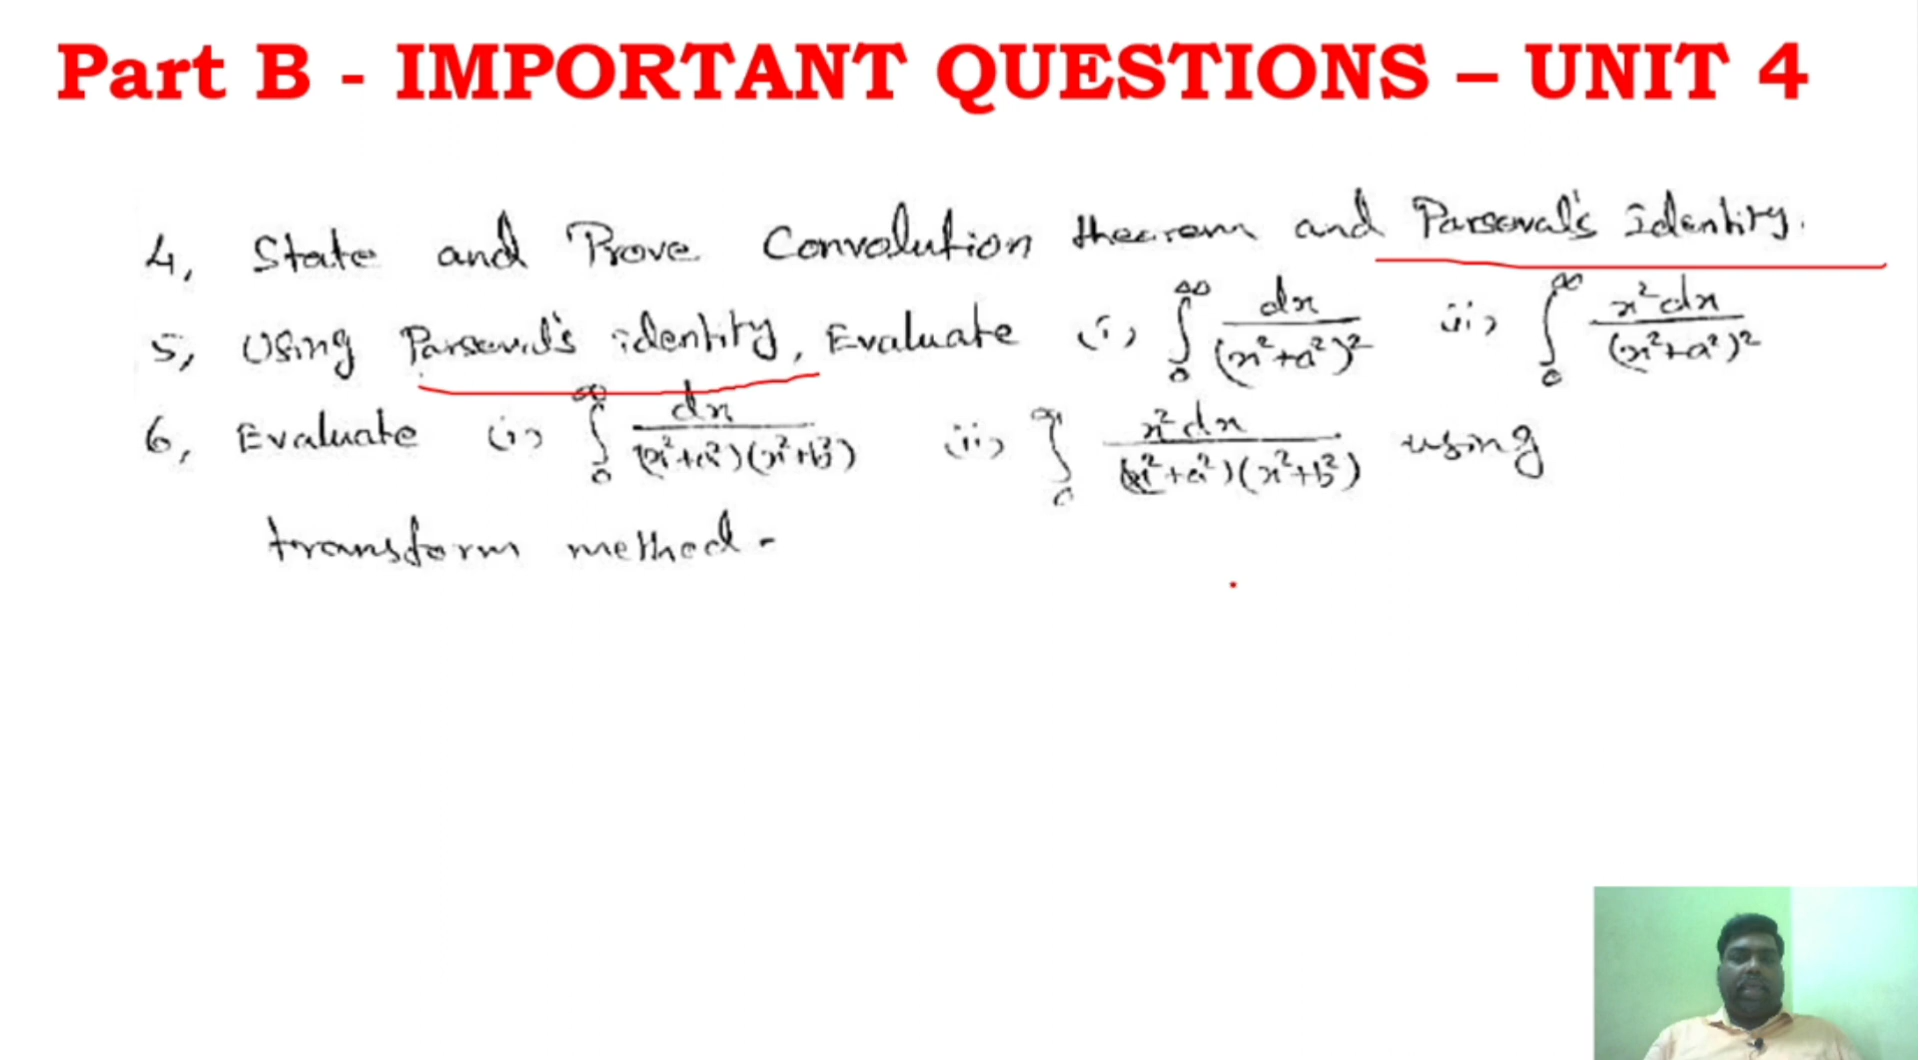 Part B - IMPORTANT QUESTIONS – UNIT 4
4, State and Prove Convolution theorem and Parseval's Identity.
5, Using Parseval's identity, Evaluate (i) ∫₀^∞ dx/(x²+a²)² ii) ∫₀^∞ x²dx/(x²+a²)²
6, Evaluate (i) ∫₀^∞ dx/(x²+a²)(x²+b²) (ii) ∫₀^∞ x²dx/(x²+a²)(x²+b²) using
transform method.